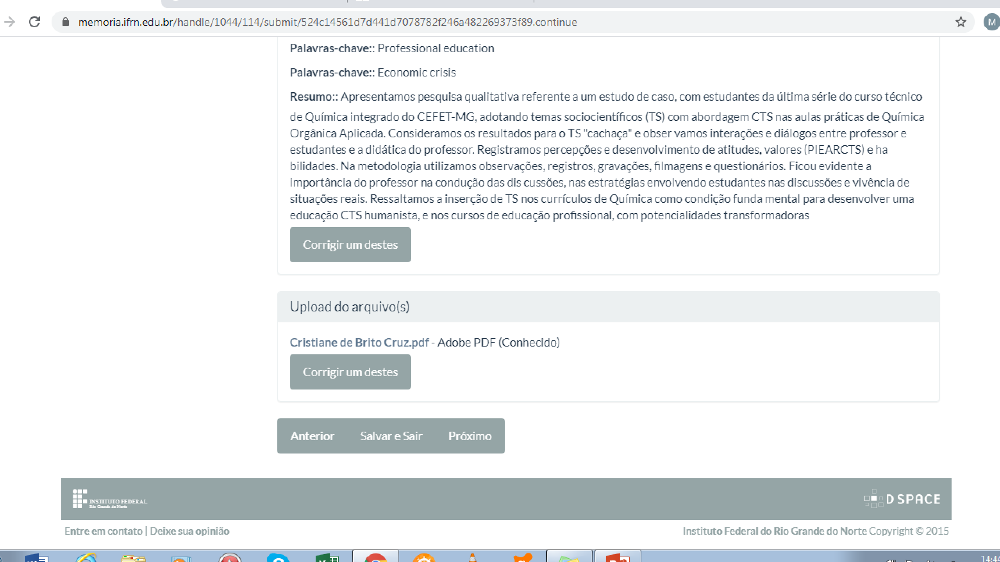 memoria.ifrn.edu.br/handle/1044/114/submit/524c14561d7d441d7078782f246a482269373f89.continue
M
Palavras-chave:: Professional education
Palavras-chave:: Economic crisis
Resumo:: Apresentamos pesquisa qualitativa referente a um estudo de caso, com estudantes da última série do curso técnico
de Química integrado do CEFET-MG, adotando temas sociocientíficos (TS) com abordagem CTS nas aulas práticas de Química
Orgânica Aplicada. Consideramos os resultados para o TS "cachaça" e obser vamos interações e diálogos entre professor e
estudantes e a didática do professor. Registramos percepções e desenvolvimento de atitudes, valores (PIEARCTS) e ha
bilidades. Na metodologia utilizamos observações, registros, gravações, filmagens e questionários. Ficou evidente a
importância do professor na condução das dis cussões, nas estratégias envolvendo estudantes nas discussões e vivência de
situações reais. Ressaltamos a inserção de TS nos currículos de Química como condição funda mental para desenvolver uma
educação CTS humanista, e nos cursos de educação profissional, com potencialidades transformadoras
Corrigir um destes
Upload do arquivo(s)
Cristiane de Brito Cruz.pdf - Adobe PDF (Conhecido)
Corrigir um destes
Anterior Salvar e Sair Próximo
INSTITUTO FEDERAL
Rio Grande do Norte
D SPACE
Entre em contato | Deixe sua opinião
Instituto Federal do Rio Grande do Norte Copyright © 2015
14:44